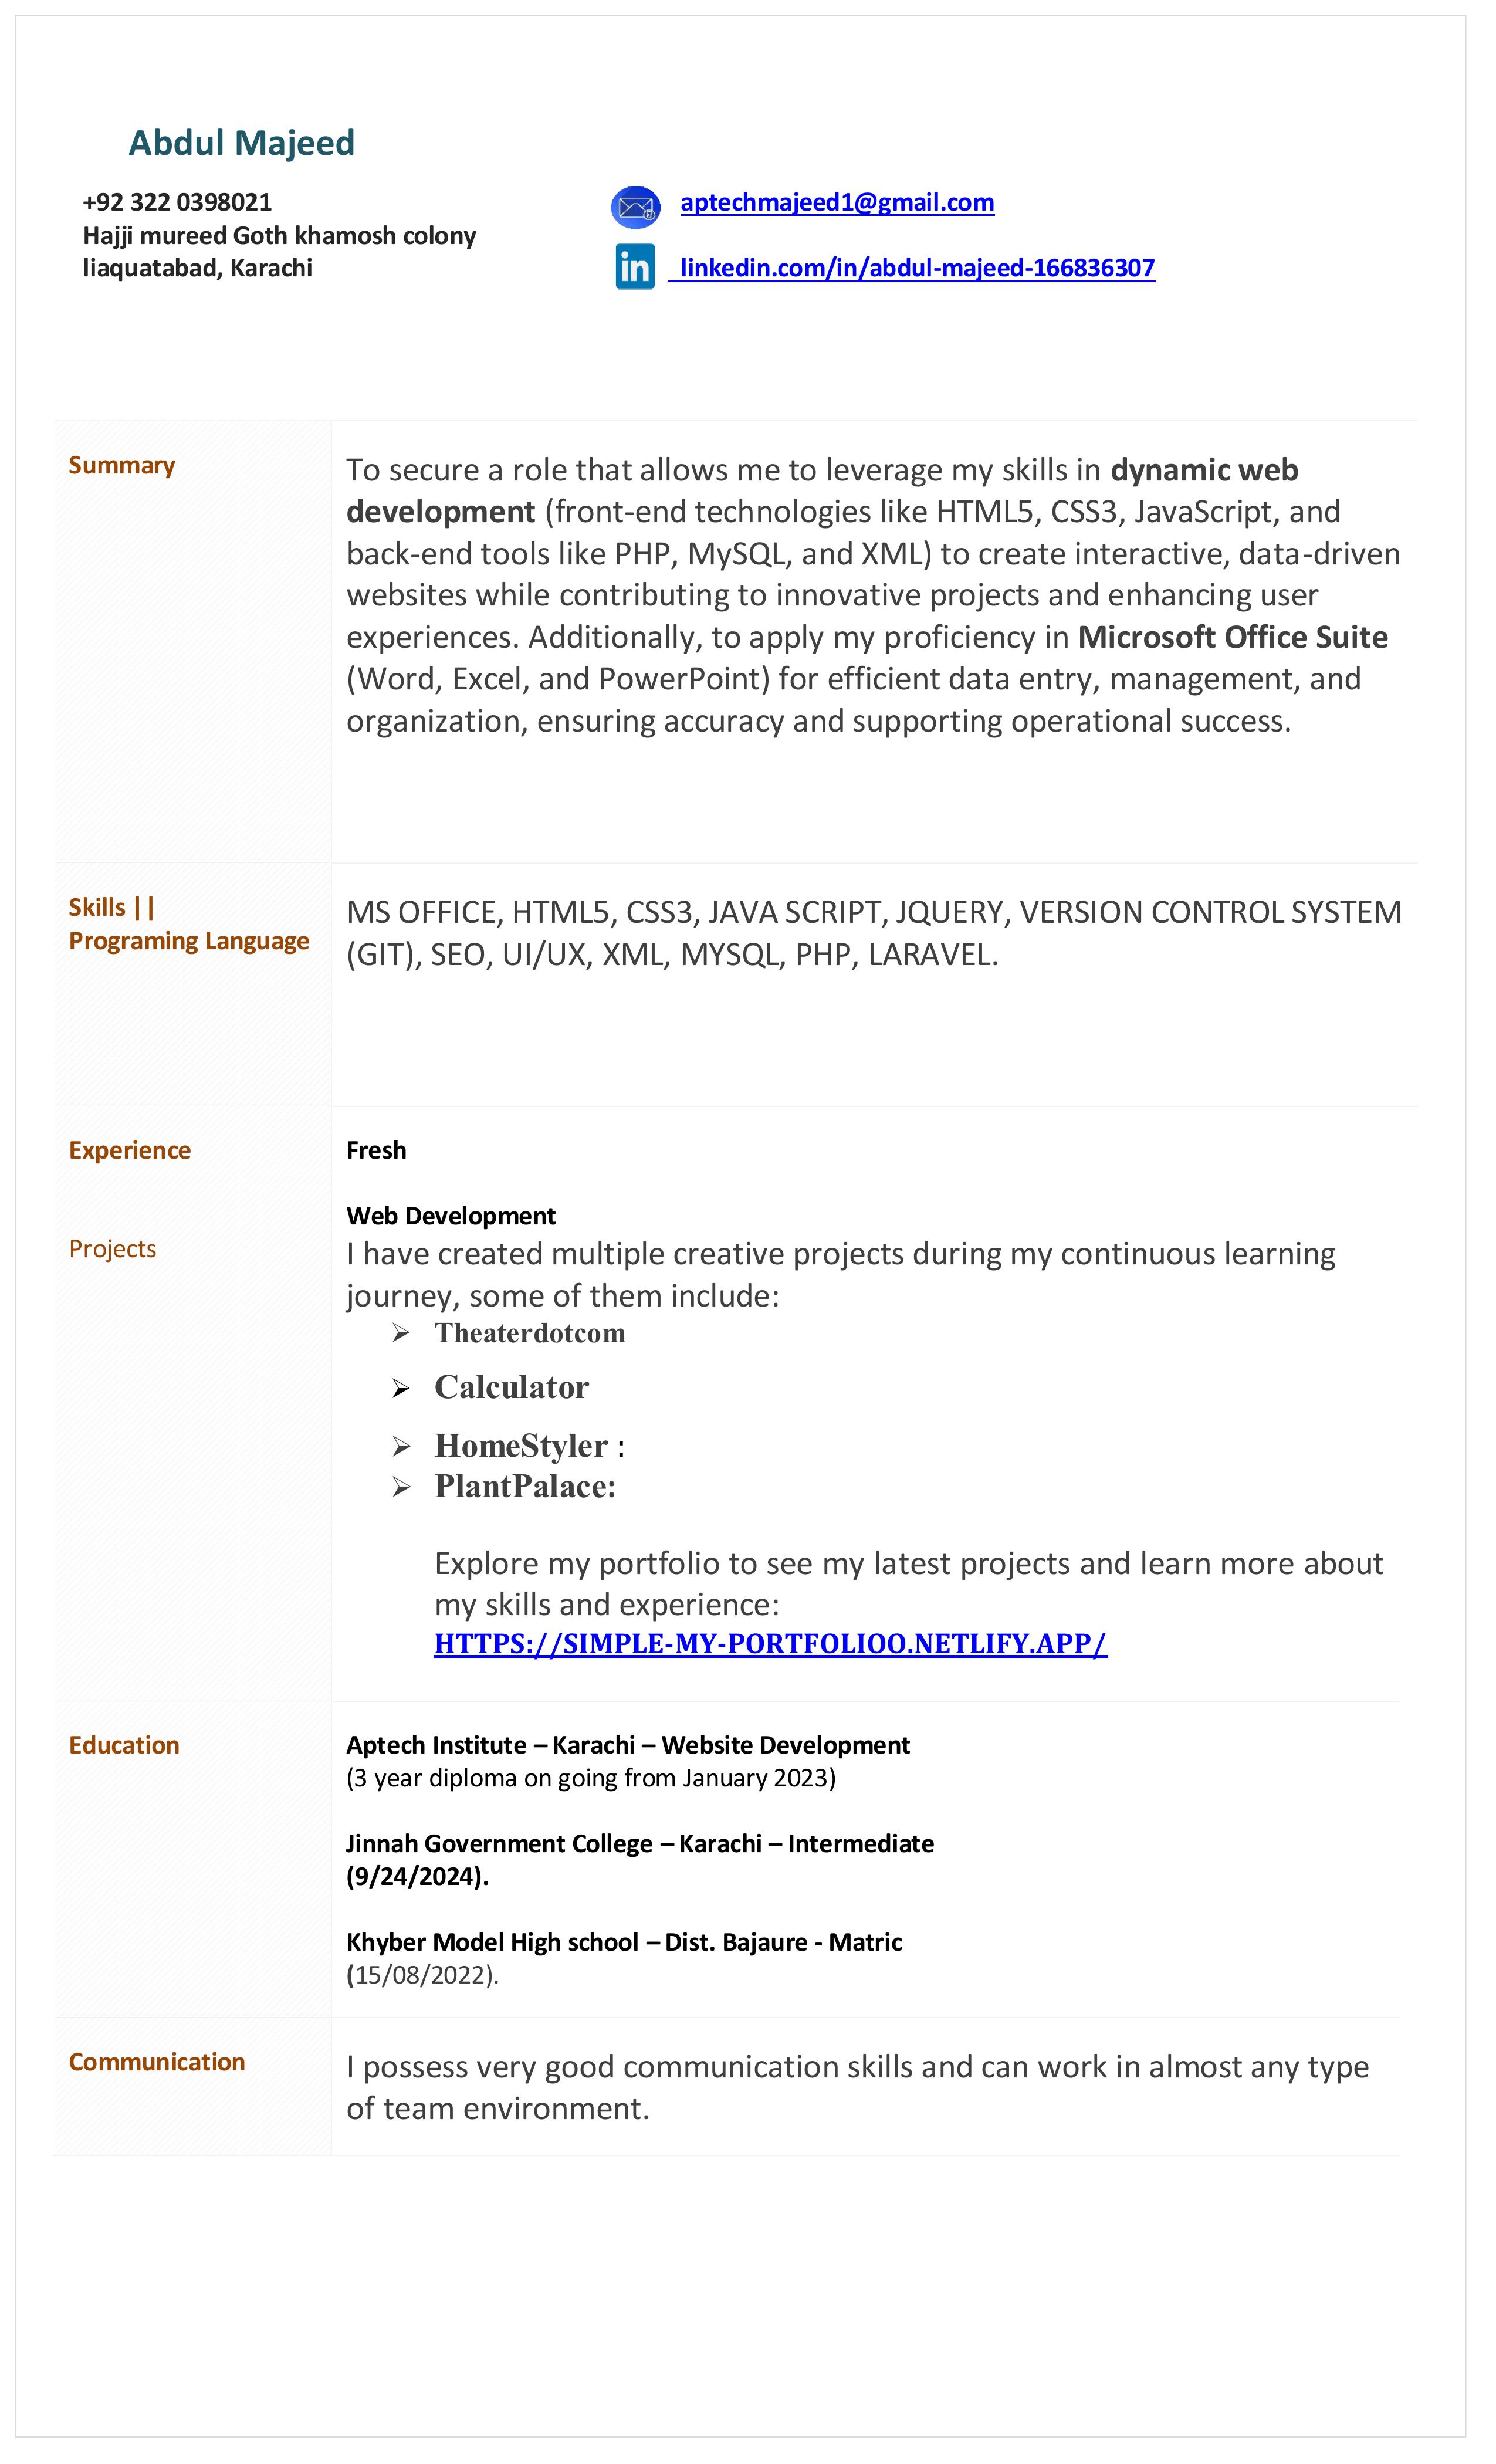 Abdul Majeed
+92 322 0398021
Hajji mureed Goth khamosh colony
liaquatabad, Karachi
aptechmajeed1@gmail.com
in linkedin.com/in/abdul-majeed-166836307
Summary
To secure a role that allows me to leverage my skills in dynamic web
development (front-end technologies like HTML5, CSS3, JavaScript, and
back-end tools like PHP, MySQL, and XML) to create interactive, data-driven
websites while contributing to innovative projects and enhancing user
experiences. Additionally, to apply my proficiency in Microsoft Office Suite
(Word, Excel, and PowerPoint) for efficient data entry, management, and
organization, ensuring accuracy and supporting operational success.
Skills ||
Programing Language
MS OFFICE, HTML5, CSS3, JAVA SCRIPT, JQUERY, VERSION CONTROL SYSTEM
(GIT), SEO, UI/UX, XML, MYSQL, PHP, LARAVEL.
Experience
Fresh
Web Development
Projects
I have created multiple creative projects during my continuous learning
journey, some of them include:
➢ Theaterdotcom
➢ Calculator
➢ HomeStyler :
➢ PlantPalace:
Explore my portfolio to see my latest projects and learn more about
my skills and experience:
HTTPS://SIMPLE-MY-PORTFOLIOO.NETLIFY.APP/
Education
Aptech Institute – Karachi – Website Development
(3 year diploma on going from January 2023)
Jinnah Government College – Karachi – Intermediate
(9/24/2024).
Khyber Model High school – Dist. Bajaure - Matric
(15/08/2022).
Communication
I possess very good communication skills and can work in almost any type
of team environment.